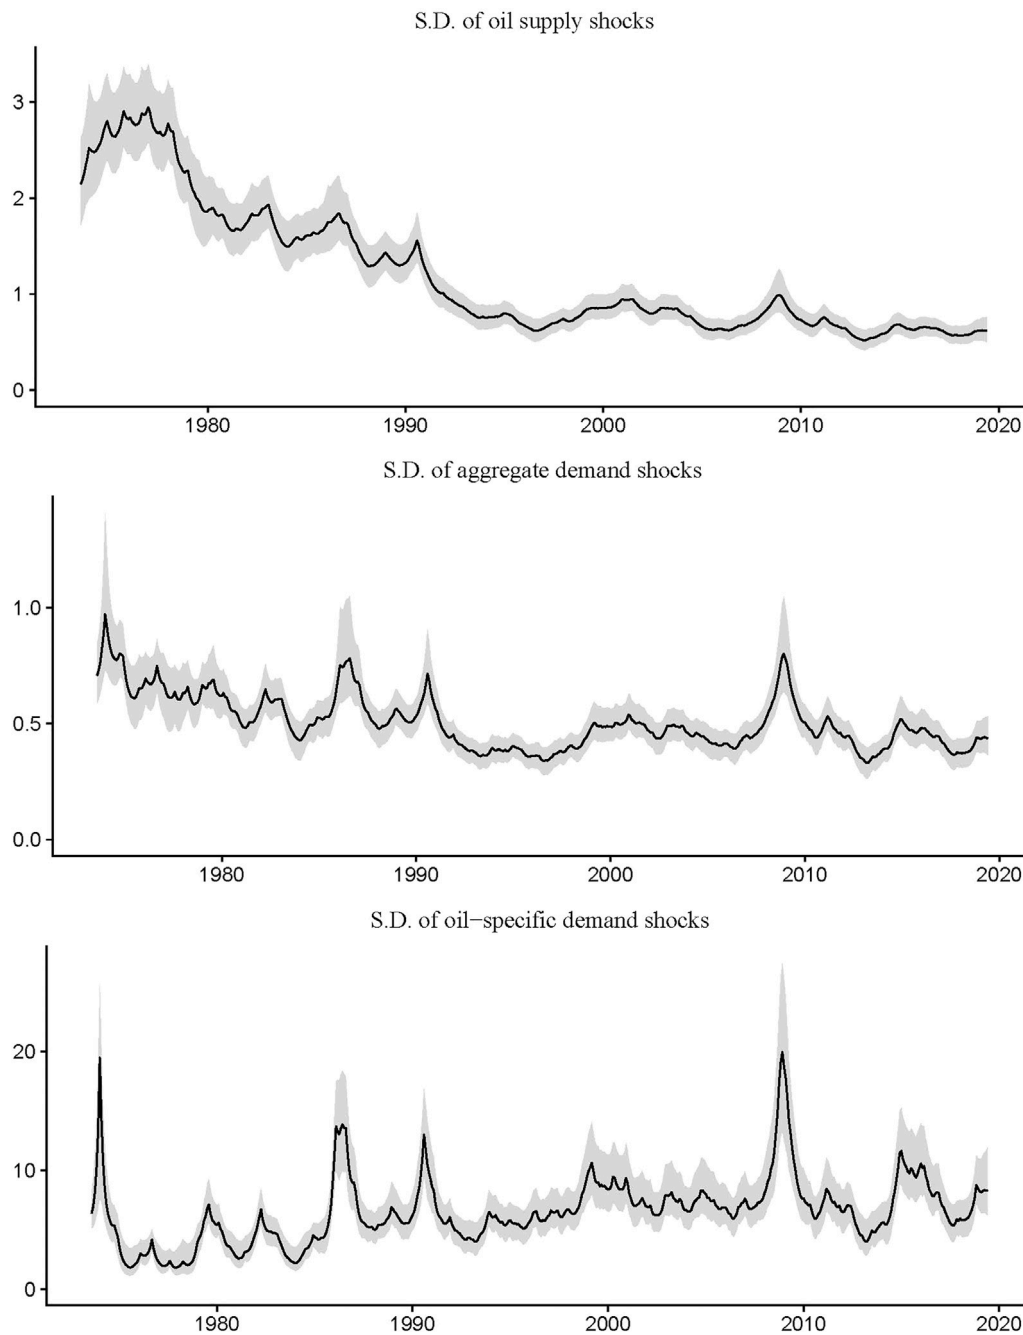 S.D. of oil supply shocks
3
2
1
0
1980 1990 2000 2010 2020
S.D. of aggregate demand shocks
1.0
0.5
0.0
1980 1990 2000 2010 2020
S.D. of oil−specific demand shocks
20
10
0
1980 1990 2000 2010 2020